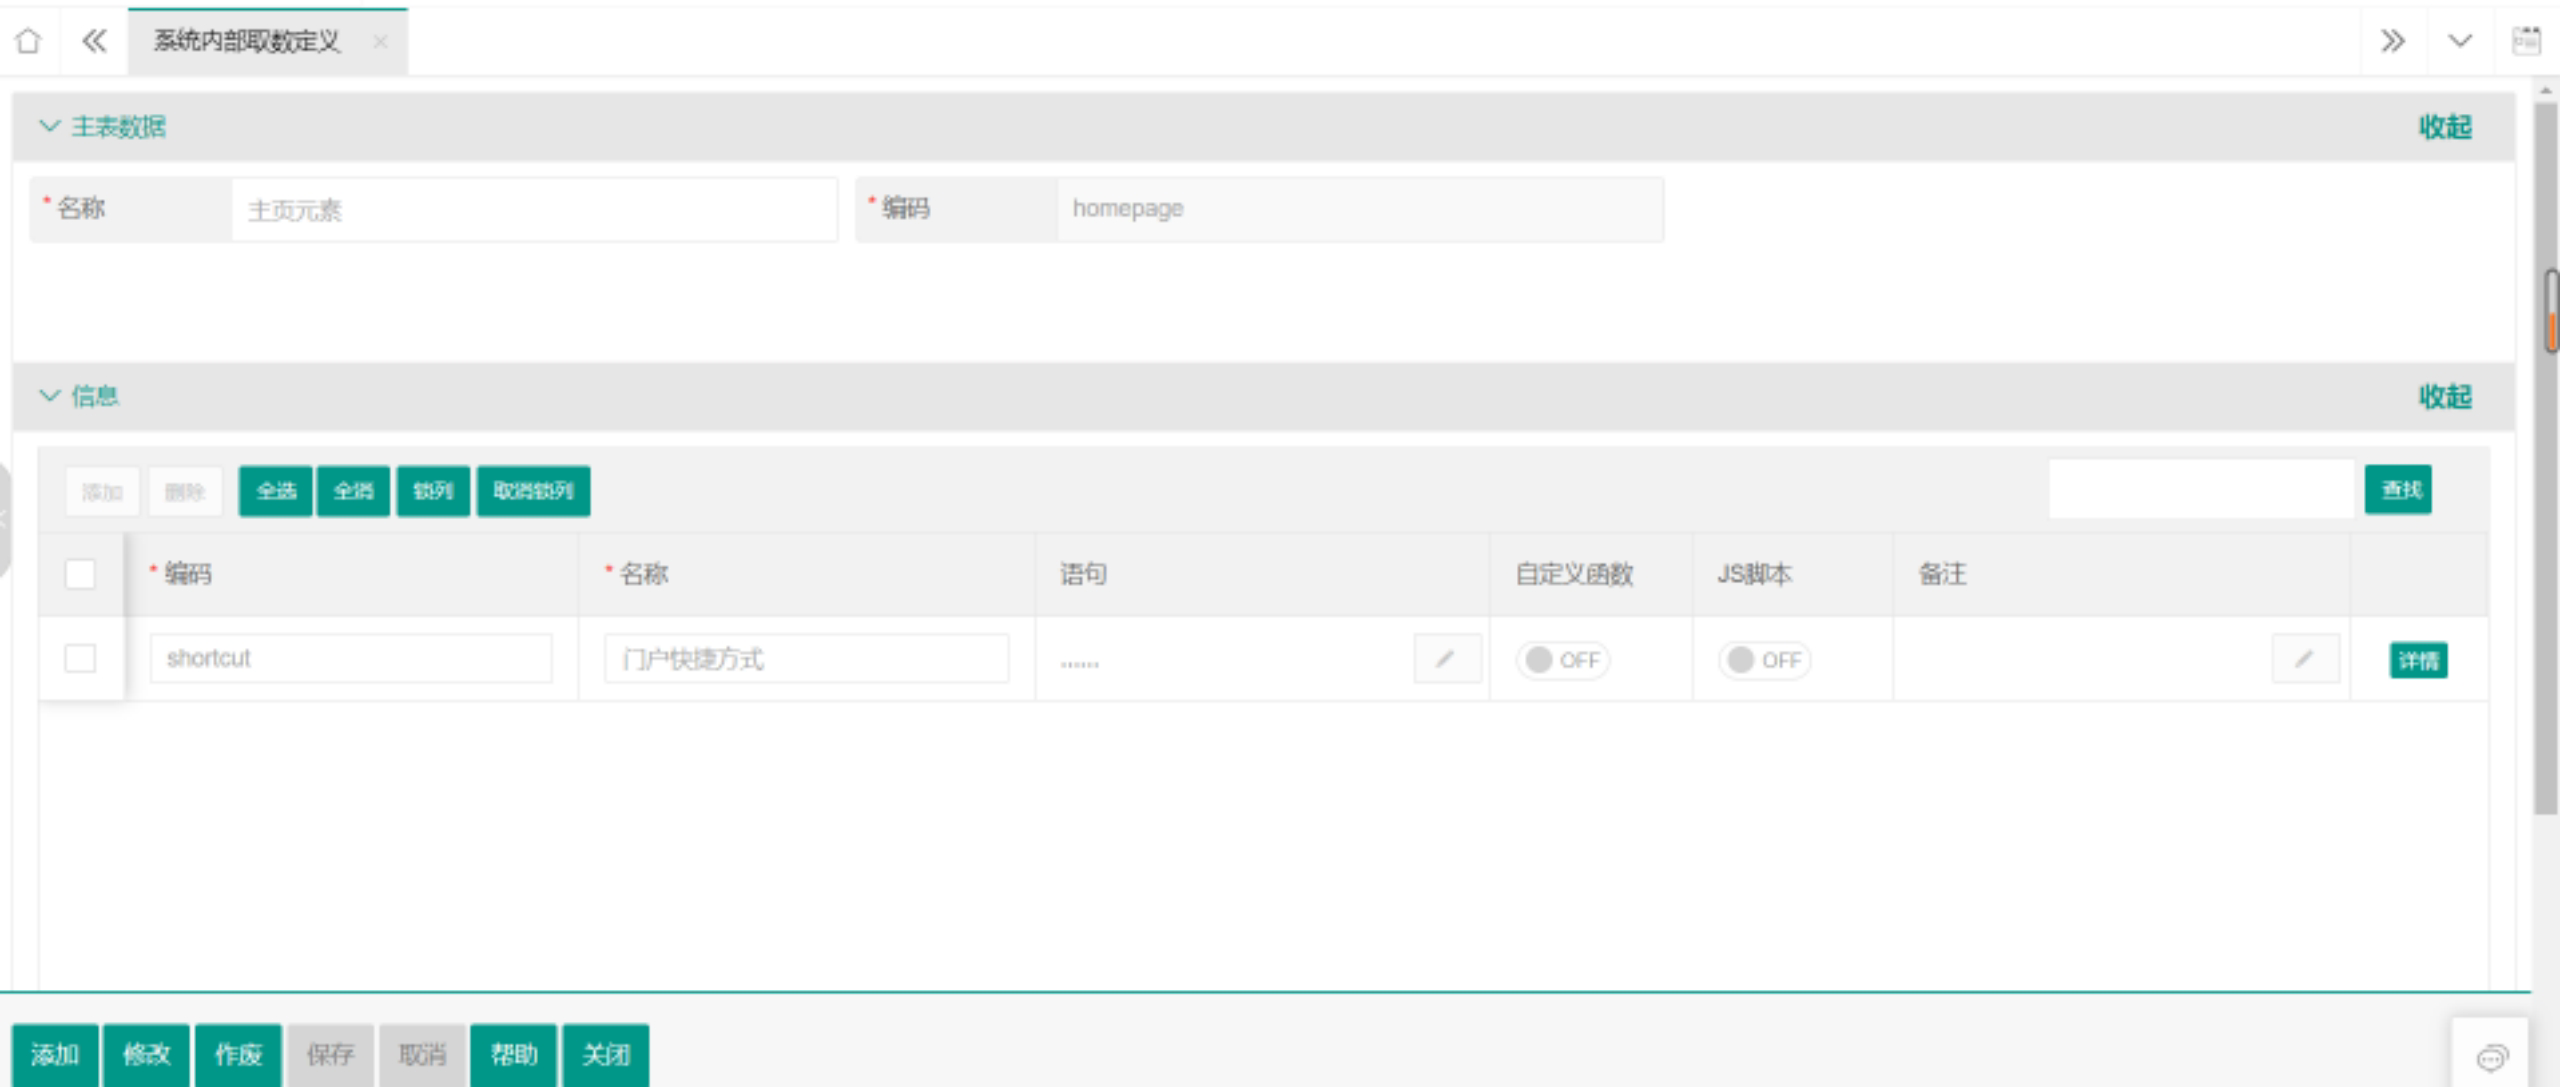 系统内部取数定义
主表数据 收起
* 名称 主页元素 * 编码 homepage
信息 收起
添加 删除 全选 全消 锁列 取消锁列 查找
* 编码 * 名称 语句 自定义函数 JS脚本 备注
shortcut 门户快捷方式 ...... OFF OFF 详情
添加 修改 作废 保存 取消 帮助 关闭